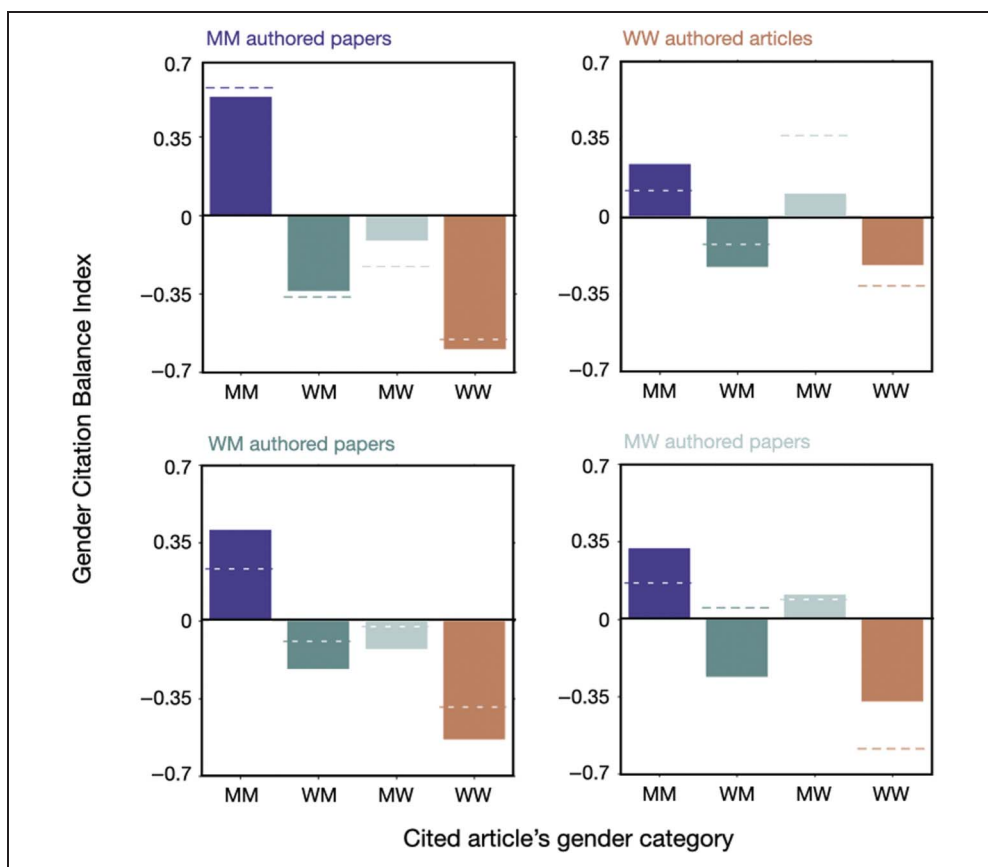 MM authored papers
WW authored articles
0.7
0.35
0
−0.35
−0.7
MM WM MW WW
0.7
0.35
0
−0.35
−0.7
MM WM MW WW
Gender Citation Balance Index
WM authored papers
MW authored papers
0.7
0.35
0
−0.35
−0.7
MM WM MW WW
0.7
0.35
0
−0.35
−0.7
MM WM MW WW
Cited article's gender category